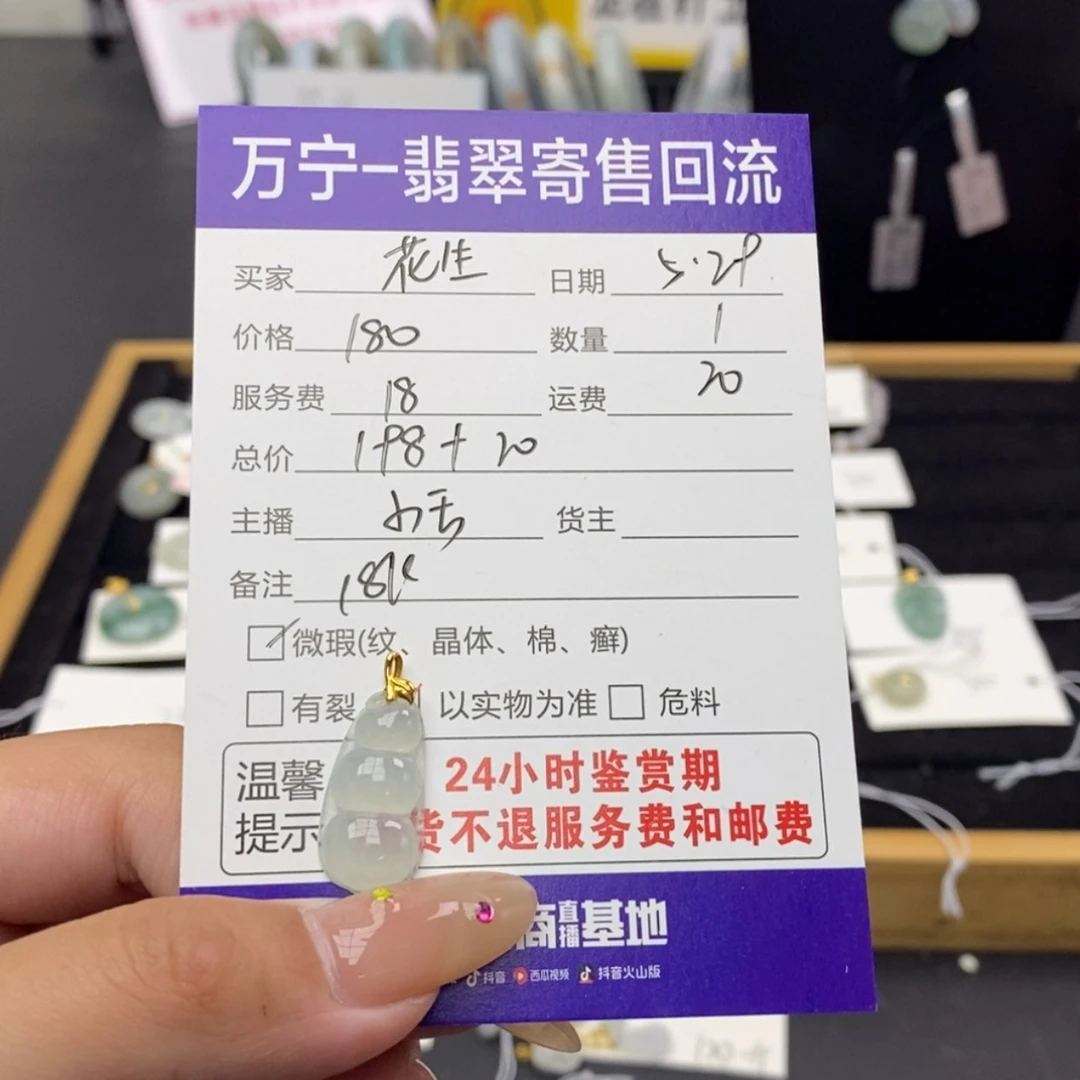 万宁-翡翠寄售回流
买家 花生 日期 5.29
价格 180 数量 1
服务费 18 运费 20
总价 198+20
主播 货主
备注 18K
微瑕(纹、晶体、棉、癣)
有裂 以实物为准 危料
温馨 24小时鉴赏期
提示 货不退服务费和邮费
商直播基地
抖音 西瓜视频 抖音火山版